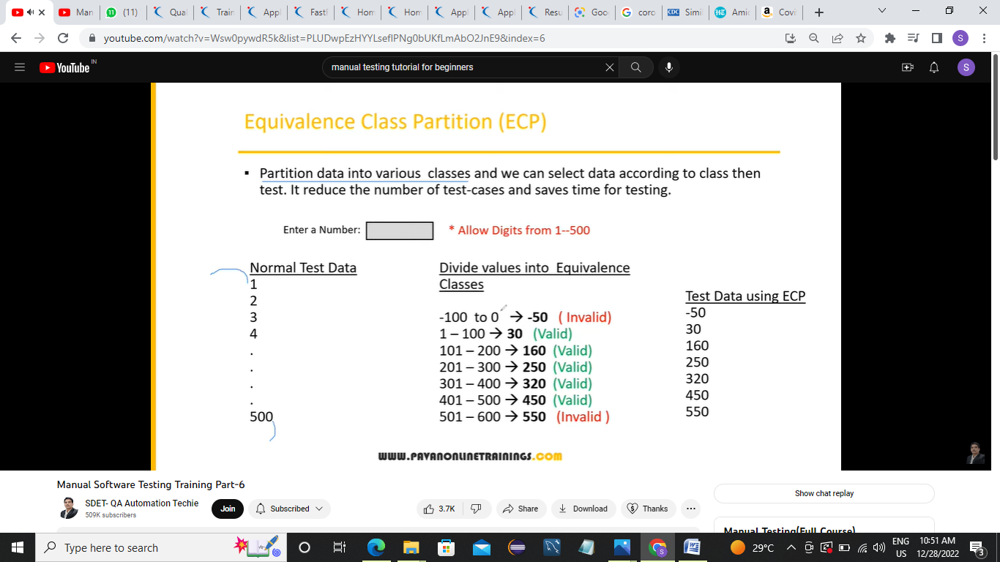 Man
(11)
Qual
Train
Appl
Fastl
Hom
Hom
Appl
Appl
Resu
Goo
corc
CDC Simil
HT Amic
a Covi
youtube.com/watch?v=Wsw0pywdR5k&list=PLUDwpEzHYYLseflPNg0bUKfLmAbO2JnE9&index=6
S
YouTube IN
manual testing tutorial for beginners
S
Equivalence Class Partition (ECP)
▪ Partition data into various classes and we can select data according to class then
test. It reduce the number of test-cases and saves time for testing.
Enter a Number:
* Allow Digits from 1--500
Normal Test Data
1
2
3
4
.
.
.
.
500
Divide values into Equivalence
Classes
-100 to 0 → -50 ( Invalid)
1 – 100 → 30 (Valid)
101 – 200 → 160 (Valid)
201 – 300 → 250 (Valid)
301 – 400 → 320 (Valid)
401 – 500 → 450 (Valid)
501 – 600 → 550 (Invalid )
Test Data using ECP
-50
30
160
250
320
450
550
WWW.PAVANONLINETRAININGS.COM
Manual Software Testing Training Part-6
SDET- QA Automation Techie
509K subscribers
Join
Subscribed
3.7K
Share
Download
Thanks
Show chat replay
Manual Testing(Full Course)
Type here to search
S
29°C
ENG
US
10:51 AM
12/28/2022
3